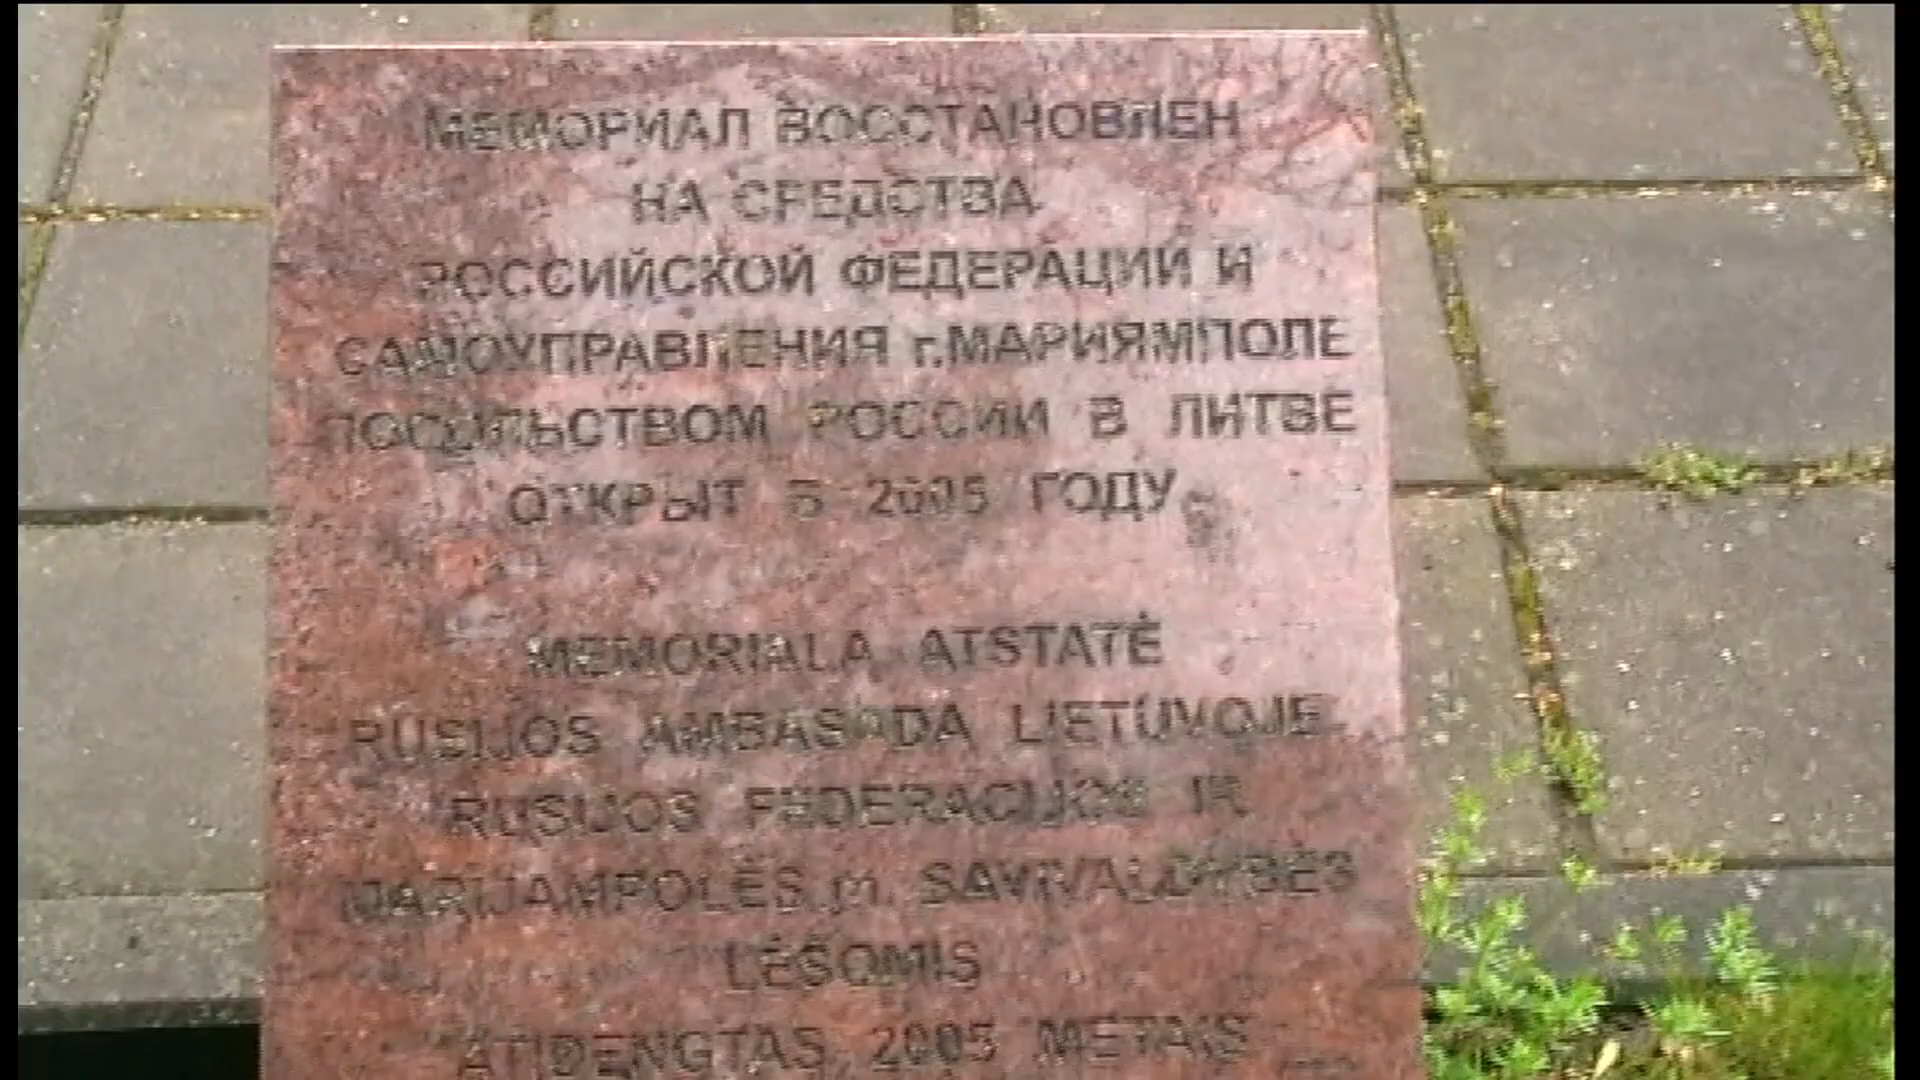 МЕМОРИАЛ ВОССТАНОВЛЕН
НА СРЕДСТВА
РОССИЙСКОЙ ФЕДЕРАЦИИ И
САМОУПРАВЛЕНИЯ г.МАРИЯМПОЛЕ
ПОСОЛЬСТВОМ РОССИИ В ЛИТВЕ
ОТКРЫТ В 2005 ГОДУ
MEMORIALA ATSTATĖ
RUSIJOS AMBASADA LIETUVOJE
RUSIJOS FEDERACIJOS IR
MARIJAMPOLĖS m. SAVIVALDYBĖS
LĖŠOMIS
ATIDENGTAS 2005 METAIS